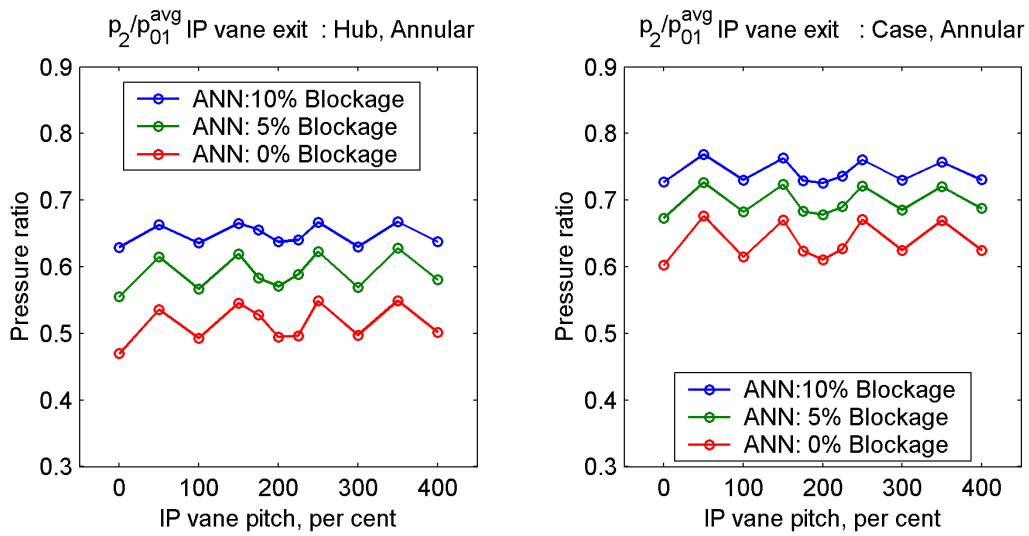 p2/p01avg IP vane exit : Hub, Annular
0.9
0.8
0.7
0.6
0.5
0.4
0.3
Pressure ratio
ANN:10% Blockage
ANN: 5% Blockage
ANN: 0% Blockage
0 100 200 300 400
IP vane pitch, per cent
p2/p01avg IP vane exit : Case, Annular
0.9
0.8
0.7
0.6
0.5
0.4
0.3
Pressure ratio
ANN:10% Blockage
ANN: 5% Blockage
ANN: 0% Blockage
0 100 200 300 400
IP vane pitch, per cent